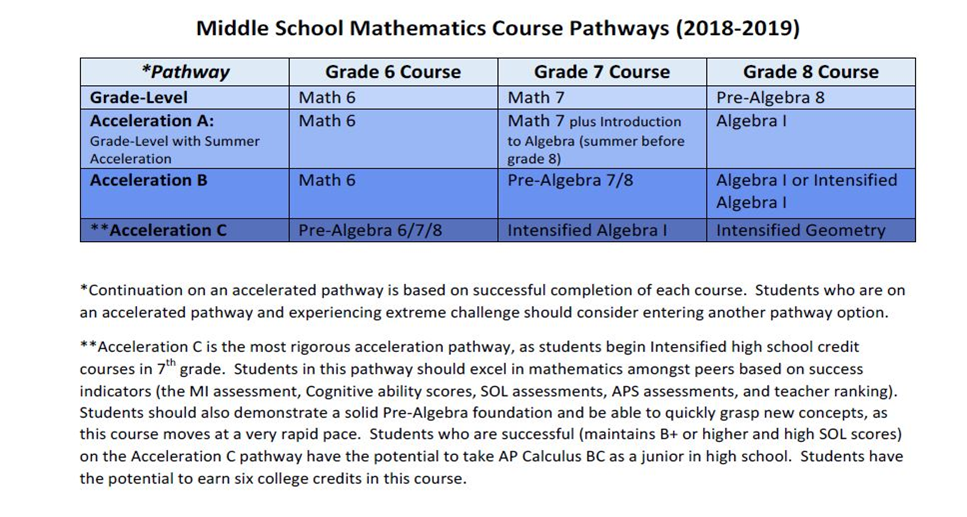 Middle School Mathematics Course Pathways (2018-2019)
*Pathway Grade 6 Course Grade 7 Course Grade 8 Course
Grade-Level Math 6 Math 7 Pre-Algebra 8
Acceleration A: Math 6 Math 7 plus Introduction Algebra I
Grade-Level with Summer to Algebra (summer before
Acceleration grade 8)
Acceleration B Math 6 Pre-Algebra 7/8 Algebra I or Intensified
Algebra I
**Acceleration C Pre-Algebra 6/7/8 Intensified Algebra I Intensified Geometry
*Continuation on an accelerated pathway is based on successful completion of each course. Students who are on
an accelerated pathway and experiencing extreme challenge should consider entering another pathway option.
**Acceleration C is the most rigorous acceleration pathway, as students begin Intensified high school credit
courses in 7th grade. Students in this pathway should excel in mathematics amongst peers based on success
indicators (the MI assessment, Cognitive ability scores, SOL assessments, APS assessments, and teacher ranking).
Students should also demonstrate a solid Pre-Algebra foundation and be able to quickly grasp new concepts, as
this course moves at a very rapid pace. Students who are successful (maintains B+ or higher and high SOL scores)
on the Acceleration C pathway have the potential to take AP Calculus BC as a junior in high school. Students have
the potential to earn six college credits in this course.